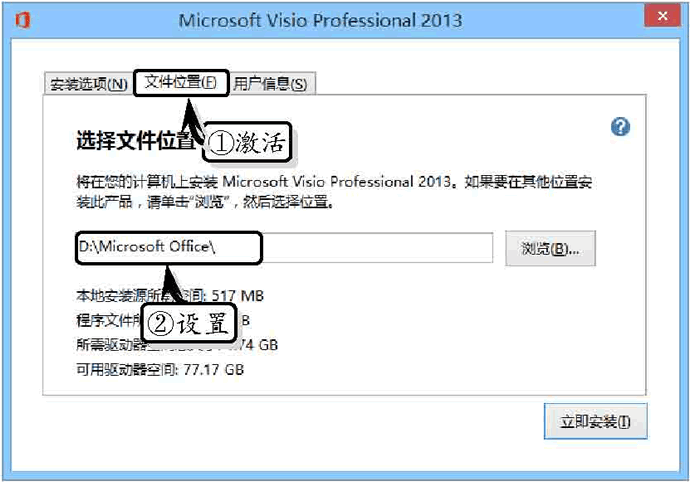 Microsoft Visio Professional 2013
安装选项(N) 文件位置(F) 用户信息(S)
选择文件位置
①激活
将在您的计算机上安装 Microsoft Visio Professional 2013。如果要在其他位置安
装此产品，请单击“浏览”，然后选择位置。
D:\Microsoft Office\ 浏览(B)...
本地安装源所 空间: 517 MB
程序文件所 B
②设置
所需驱动器空 74 GB
可用驱动器空间: 77.17 GB
立即安装(I)